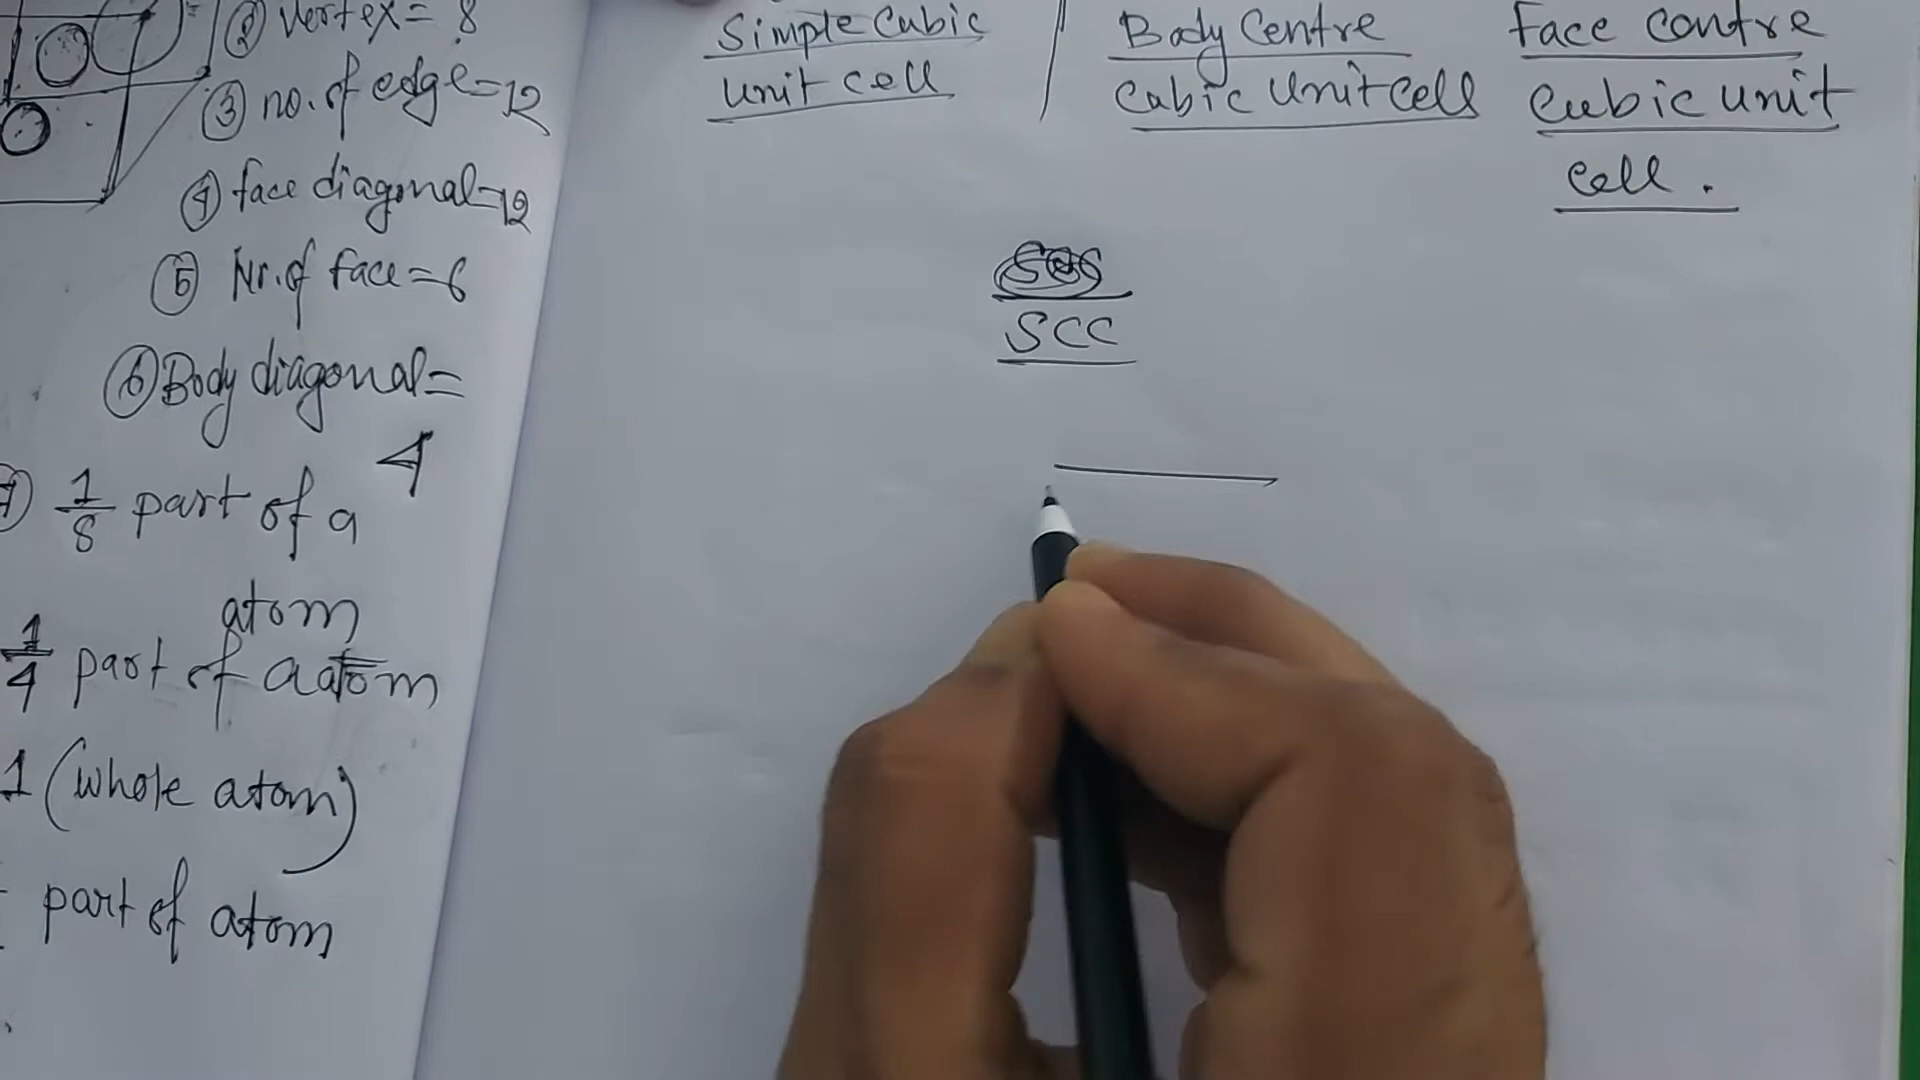 ② Vertex = 8
③ no. of edge = 12
④ face diagonal = 12
⑤ Nr. of face = 6
⑥ Body diagonal =
4
1/8 part of a
atom
1/4 part of a atom
1 (whole atom)
part of atom
Simple Cubic
unit cell
Body Centre
Cubic Unit cell
Face Centre
Cubic unit
cell.
SCC